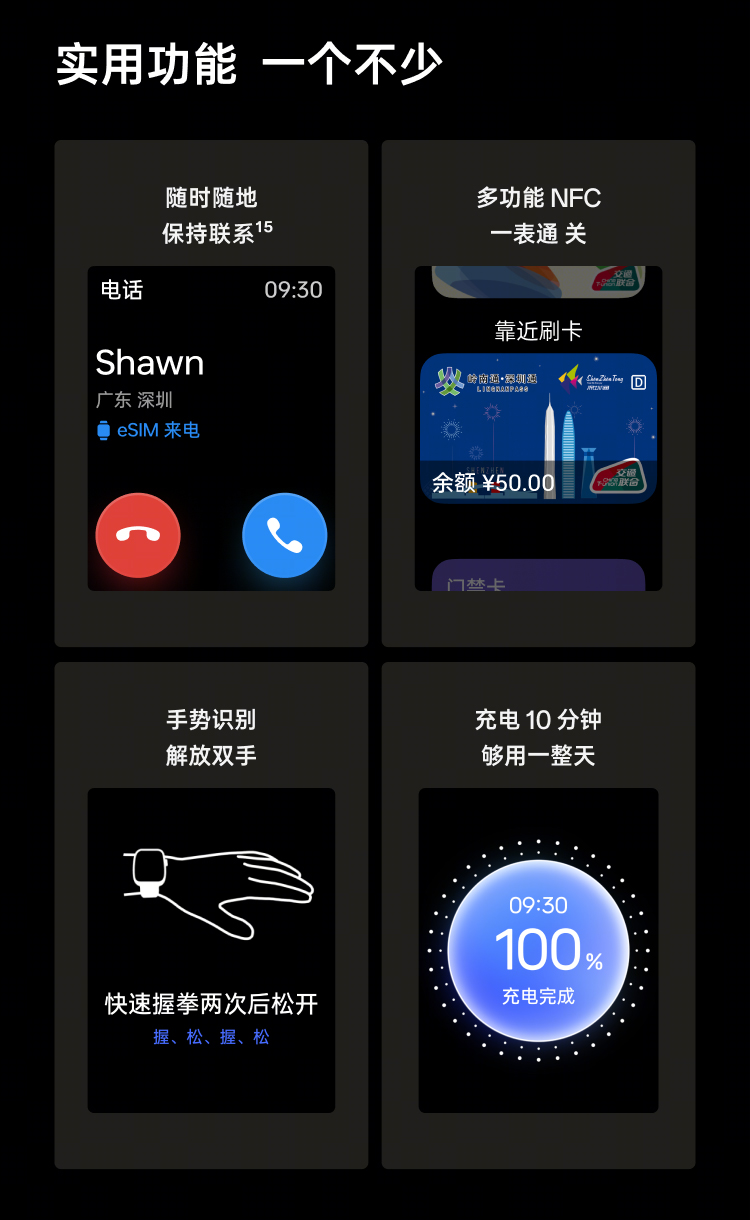 实用功能 一个不少
随时随地
保持联系15
电话 09:30
Shawn
广东 深圳
eSIM 来电
多功能 NFC
一表通 关
交通
联合
靠近刷卡
岭南通·深圳通
LINGNANPASS
ShenZhenTong
D
SHENZHEN
余额 ¥50.00
交通
联合
门禁卡
手势识别
解放双手
快速握拳两次后松开
握、松、握、松
充电 10 分钟
够用一整天
09:30
100%
充电完成